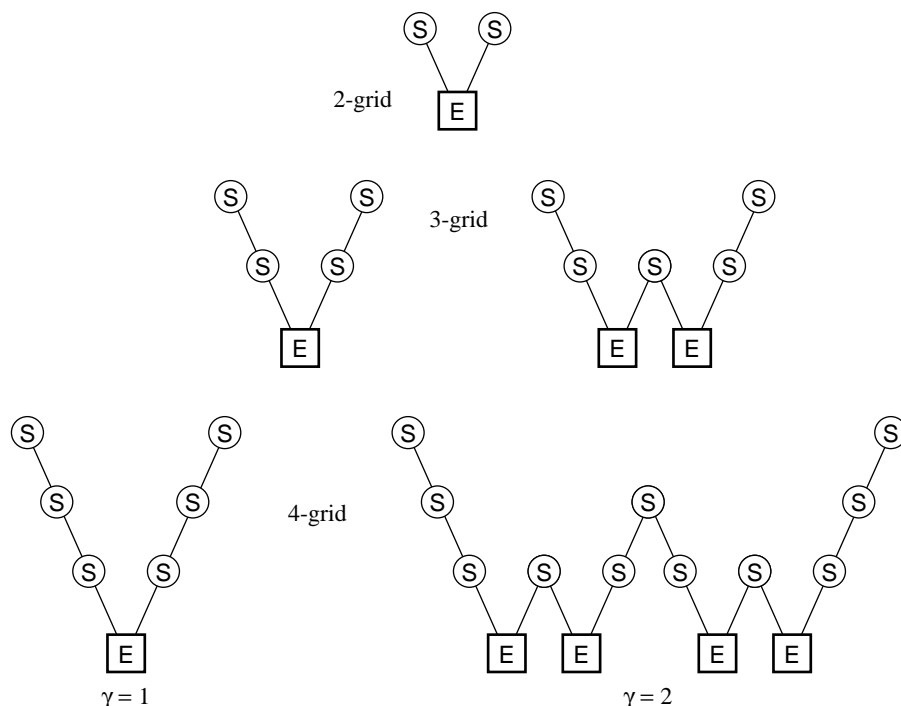 S S
2-grid
E
S S S S
3-grid
S S S S S
E E E
S S S S
S S S S S
4-grid
S S S S S S S S
E E E E E
γ = 1
γ = 2